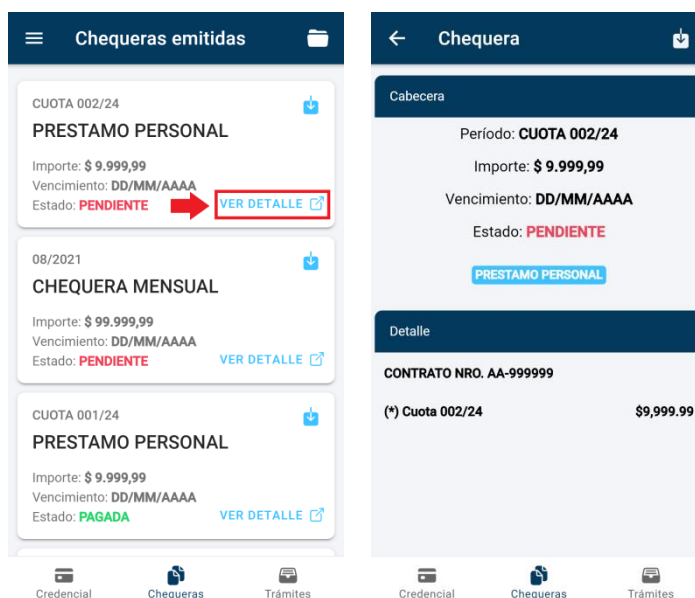 Chequeras emitidas
CUOTA 002/24
PRESTAMO PERSONAL
Importe: $ 9.999,99
Vencimiento: DD/MM/AAAA
Estado: PENDIENTE
VER DETALLE
08/2021
CHEQUERA MENSUAL
Importe: $ 99.999,99
Vencimiento: DD/MM/AAAA
Estado: PENDIENTE
VER DETALLE
CUOTA 001/24
PRESTAMO PERSONAL
Importe: $ 9.999,99
Vencimiento: DD/MM/AAAA
Estado: PAGADA
VER DETALLE
Credencial
Chequeras
Trámites
Chequera
Cabecera
Período: CUOTA 002/24
Importe: $ 9.999,99
Vencimiento: DD/MM/AAAA
Estado: PENDIENTE
PRESTAMO PERSONAL
Detalle
CONTRATO NRO. AA-999999
(*) Cuota 002/24 $9,999.99
Credencial
Chequeras
Trámites